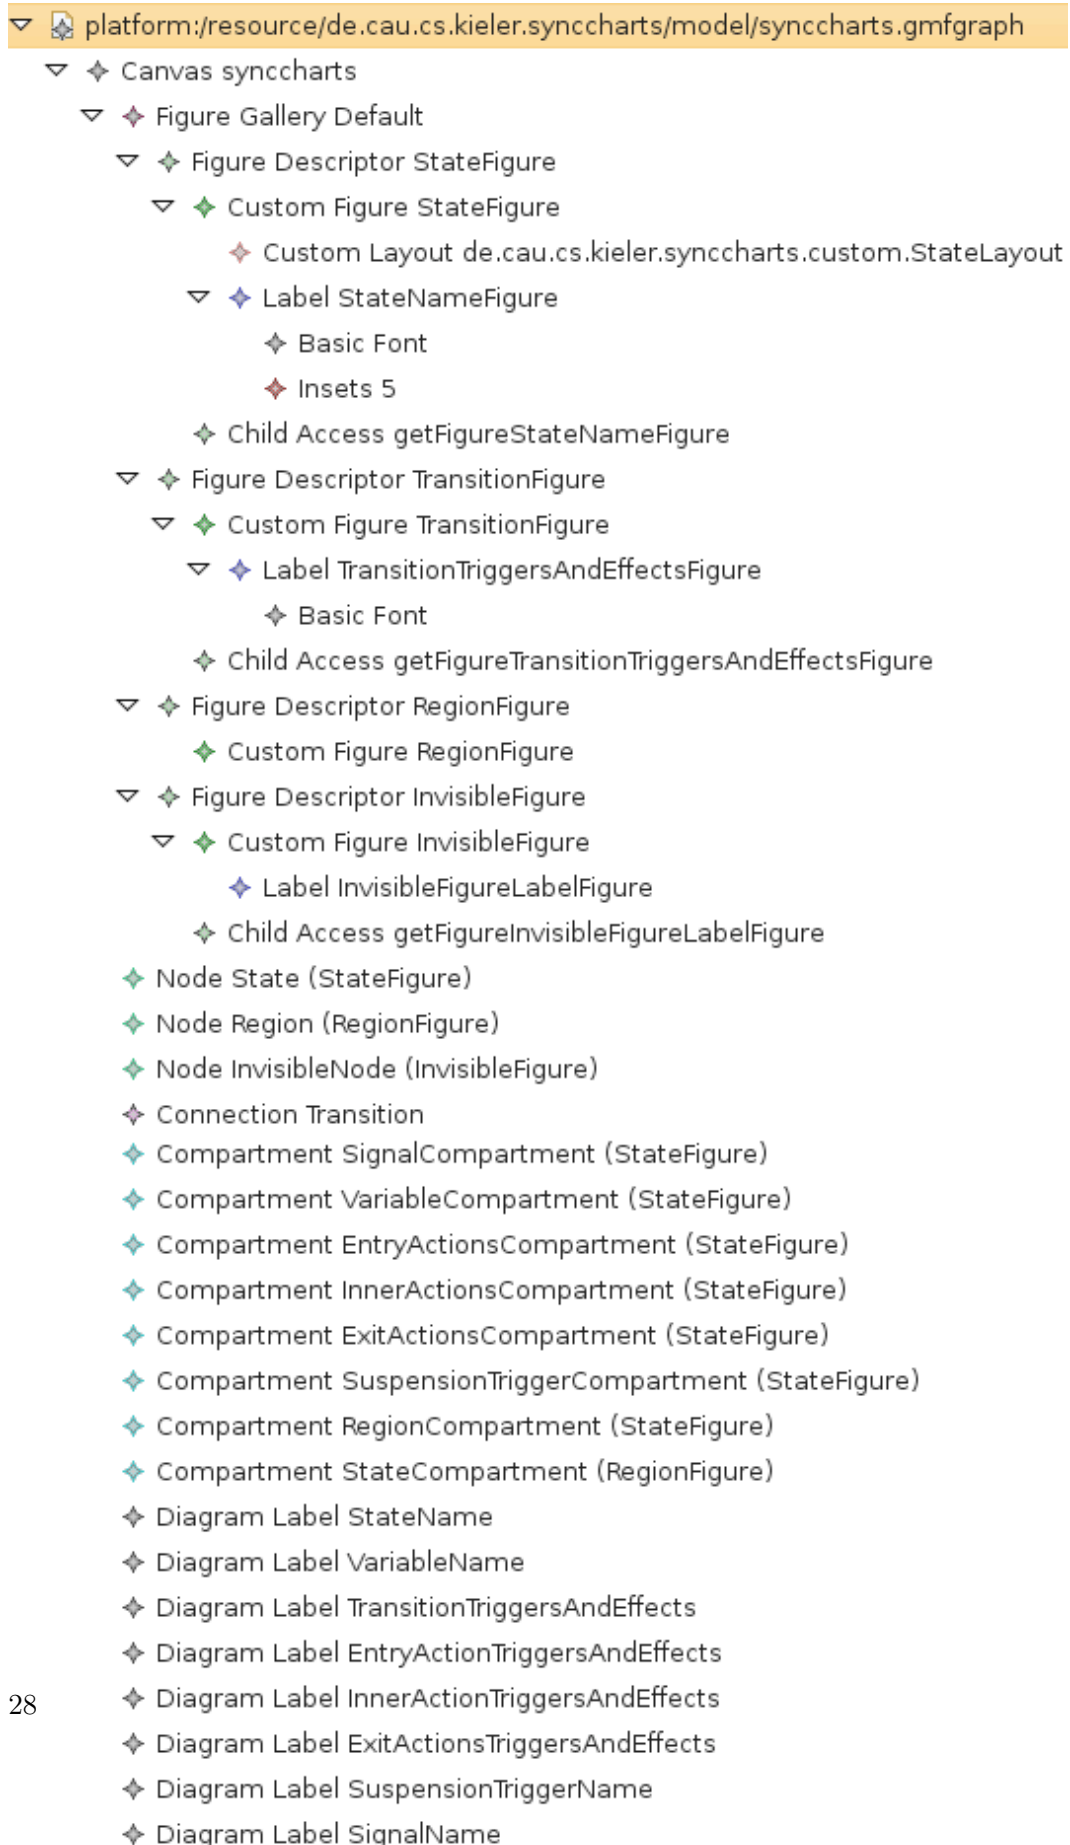 platform:/resource/de.cau.cs.kieler.synccharts/model/synccharts.gmfgraph
Canvas synccharts
Figure Gallery Default
Figure Descriptor StateFigure
Custom Figure StateFigure
Custom Layout de.cau.cs.kieler.synccharts.custom.StateLayout
Label StateNameFigure
Basic Font
Insets 5
Child Access getFigureStateNameFigure
Figure Descriptor TransitionFigure
Custom Figure TransitionFigure
Label TransitionTriggersAndEffectsFigure
Basic Font
Child Access getFigureTransitionTriggersAndEffectsFigure
Figure Descriptor RegionFigure
Custom Figure RegionFigure
Figure Descriptor InvisibleFigure
Custom Figure InvisibleFigure
Label InvisibleFigureLabelFigure
Child Access getFigureInvisibleFigureLabelFigure
Node State (StateFigure)
Node Region (RegionFigure)
Node InvisibleNode (InvisibleFigure)
Connection Transition
Compartment SignalCompartment (StateFigure)
Compartment VariableCompartment (StateFigure)
Compartment EntryActionsCompartment (StateFigure)
Compartment InnerActionsCompartment (StateFigure)
Compartment ExitActionsCompartment (StateFigure)
Compartment SuspensionTriggerCompartment (StateFigure)
Compartment RegionCompartment (StateFigure)
Compartment StateCompartment (RegionFigure)
Diagram Label StateName
Diagram Label VariableName
Diagram Label TransitionTriggersAndEffects
Diagram Label EntryActionTriggersAndEffects
28
Diagram Label InnerActionTriggersAndEffects
Diagram Label ExitActionsTriggersAndEffects
Diagram Label SuspensionTriggerName
Diagram Label SignalName